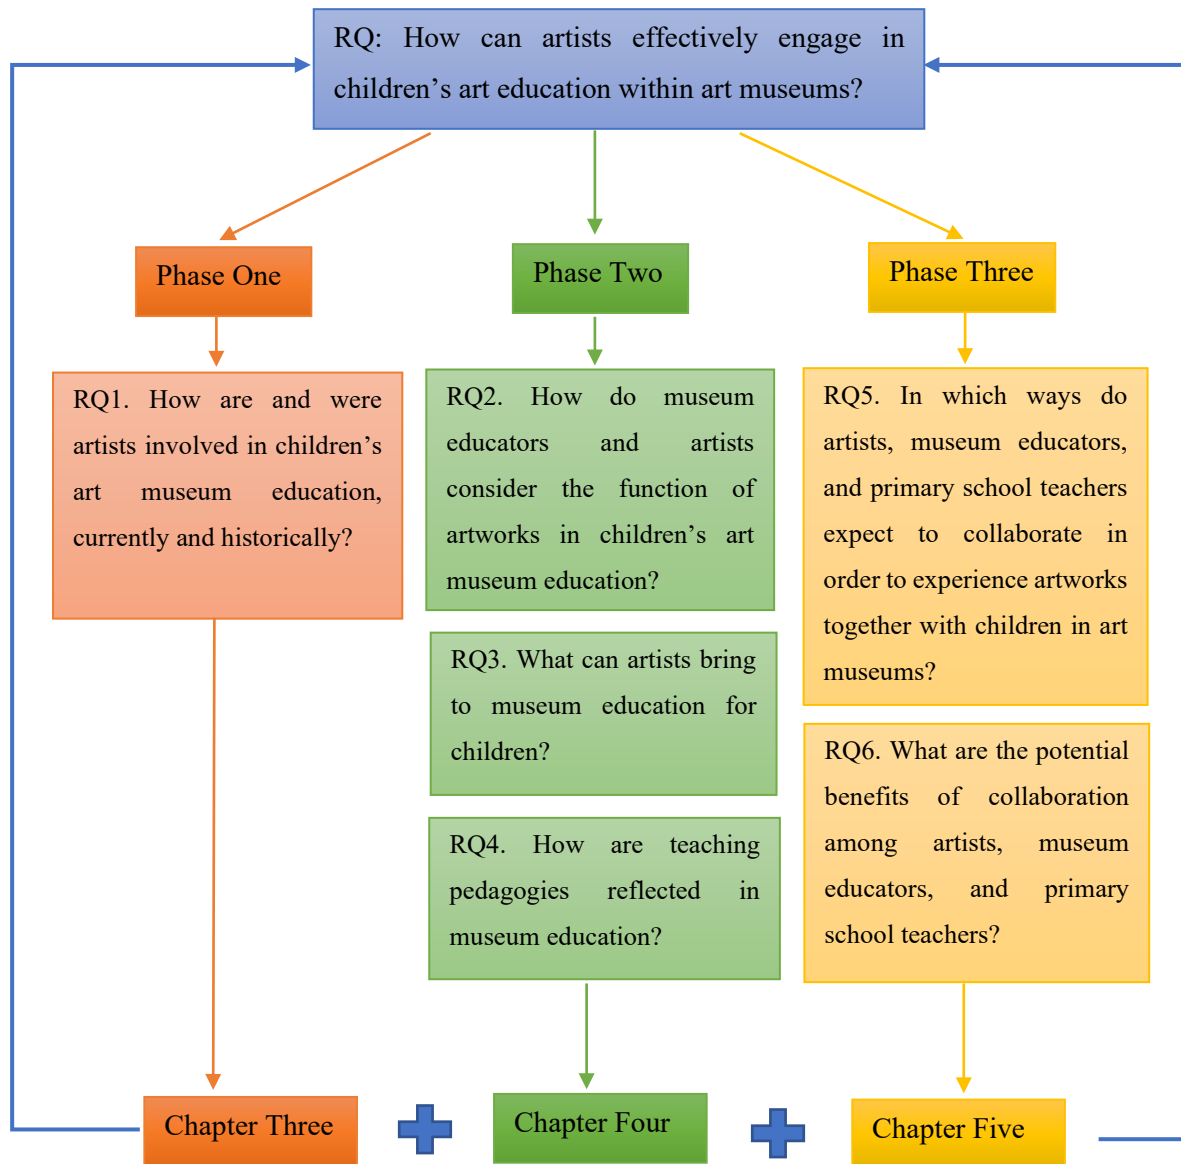 RQ: How can artists effectively engage in
children’s art education within art museums?
Phase One
Phase Two
Phase Three
RQ1. How are and were
artists involved in children’s
art museum education,
currently and historically?
RQ2. How do museum
educators and artists
consider the function of
artworks in children’s art
museum education?
RQ3. What can artists bring
to museum education for
children?
RQ4. How are teaching
pedagogies reflected in
museum education?
RQ5. In which ways do
artists, museum educators,
and primary school teachers
expect to collaborate in
order to experience artworks
together with children in art
museums?
RQ6. What are the potential
benefits of collaboration
among artists, museum
educators, and primary
school teachers?
Chapter Three
Chapter Four
Chapter Five